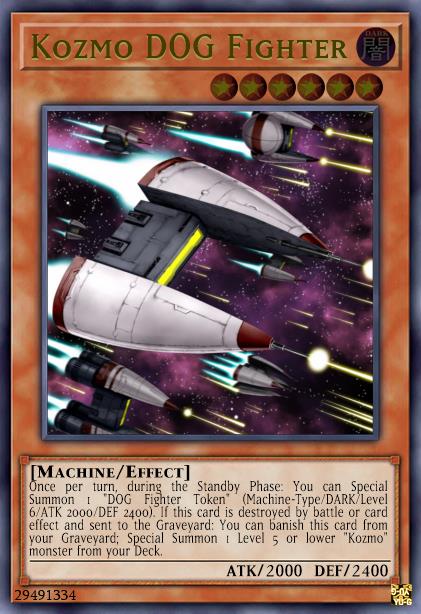 Kozmo DOG Fighter
DARK
闇
[Machine/Effect]
Once per turn, during the Standby Phase: You can Special
Summon 1 "DOG Fighter Token" (Machine-Type/DARK/Level
6/ATK 2000/DEF 2400). If this card is destroyed by battle or card
effect and sent to the Graveyard: You can banish this card from
your Graveyard; Special Summon 1 Level 5 or lower "Kozmo"
monster from your Deck.
ATK/2000 DEF/2400
29491334